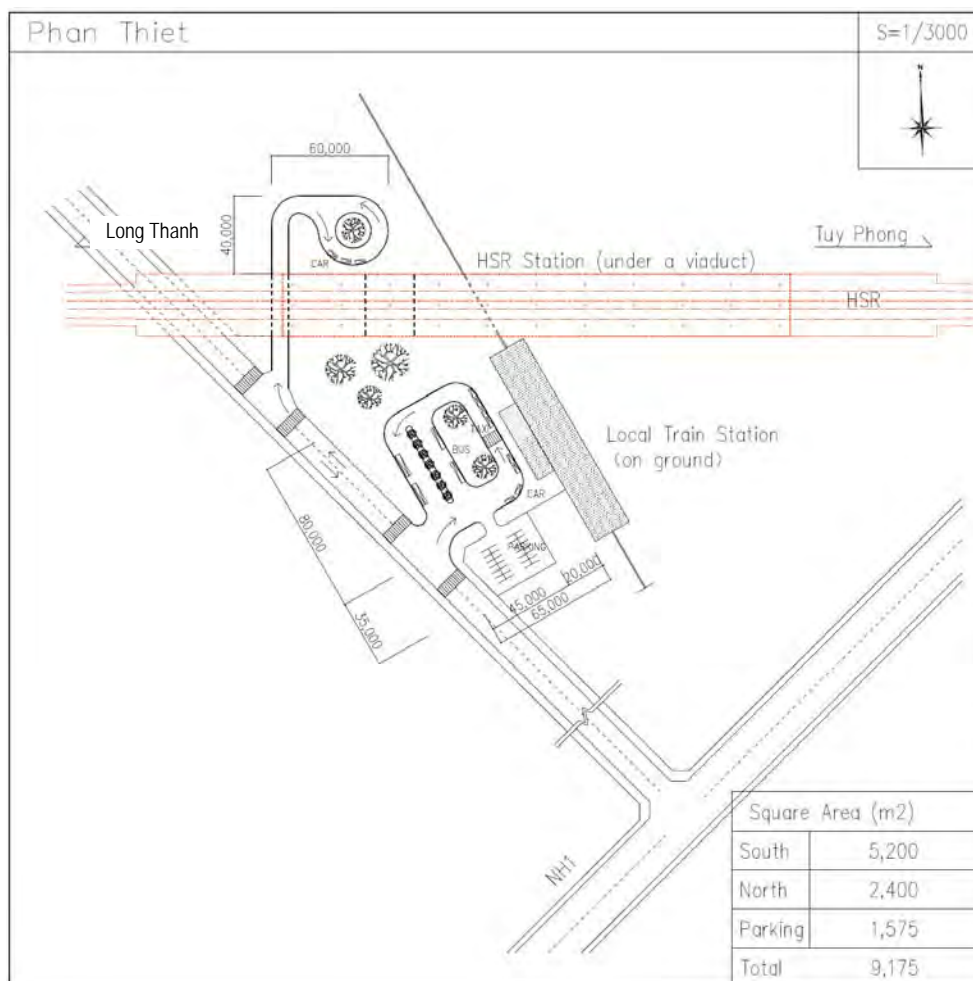 Phan Thiet
S=1/3000
N
60,000
40,000
Long Thanh
CAR
HSR Station (under a viaduct)
Tuy Phong
HSR
TAXI
BUS
Local Train Station
(on ground)
CAR
PARKING
80,000
35,000
45,000
20,000
65,000
NH1
Square Area (m2)
South 5,200
North 2,400
Parking 1,575
Total 9,175